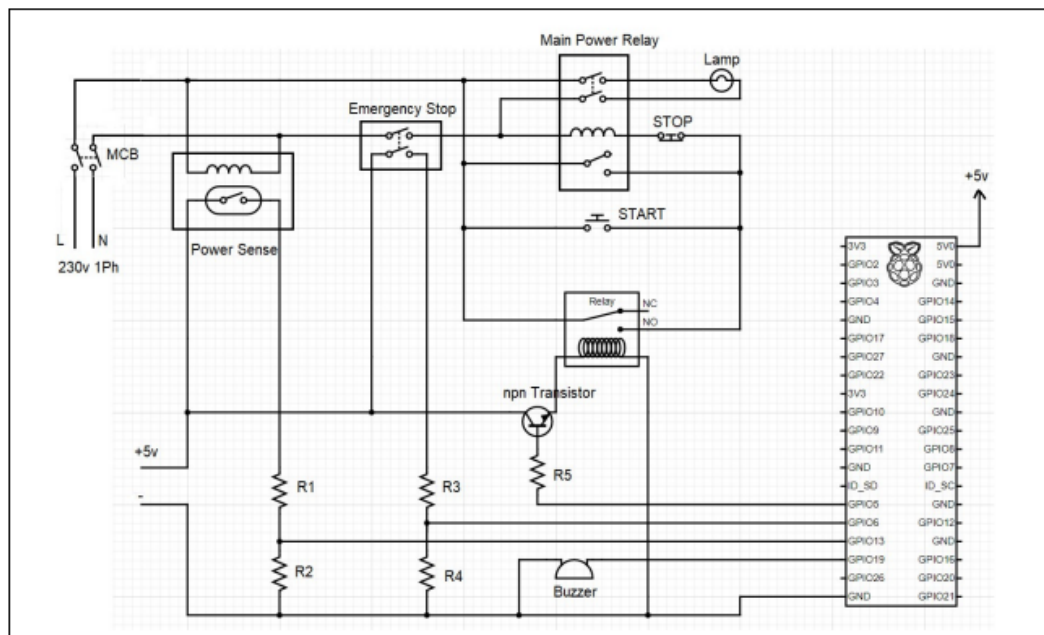 Main Power Relay
Lamp
Emergency Stop
STOP
MCB
START
+5v
L
N
Power Sense
230v 1Ph
Relay
NC
NO
npn Transistor
+5v
-
R1
R3
R5
R2
R4
Buzzer
3V3
5V0
GPIO2
5V0
GPIO3
GND
GPIO4
GPIO14
GND
GPIO15
GPIO17
GPIO18
GPIO27
GND
GPIO22
GPIO23
3V3
GPIO24
GPIO10
GND
GPIO9
GPIO25
GPIO11
GPIO8
GND
GPIO7
ID_SD
ID_SC
GPIO5
GND
GPIO6
GPIO12
GPIO13
GND
GPIO19
GPIO16
GPIO26
GPIO20
GND
GPIO21